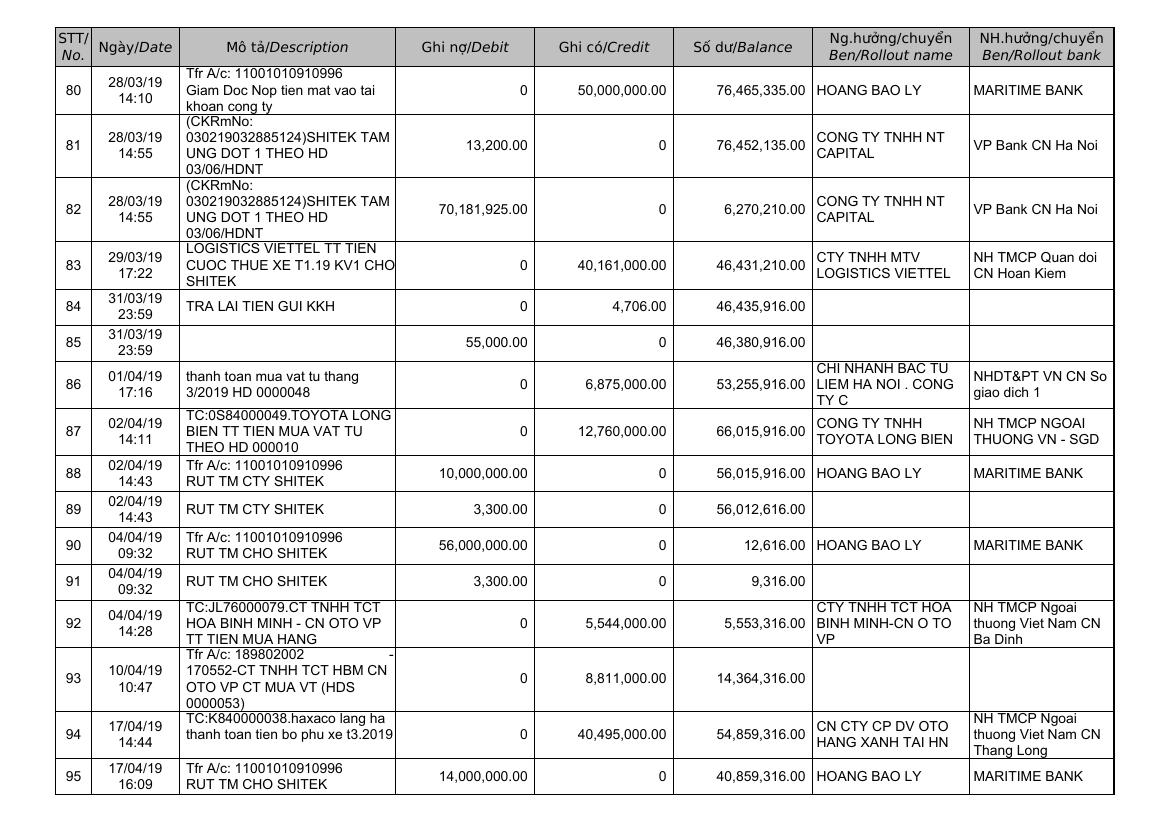 STT/ Ngày/Date Mô tả/Description Ghi nợ/Debit Ghi có/Credit Số dư/Balance Ng.hưởng/chuyển NH.hưởng/chuyển
No. Ben/Rollout name Ben/Rollout bank
80 28/03/19 Tfr A/c: 11001010910996 0 50,000,000.00 76,465,335.00 HOANG BAO LY MARITIME BANK
14:10 Giam Doc Nop tien mat vao tai
khoan cong ty
81 28/03/19 (CKRmNo: 13,200.00 0 76,452,135.00 CONG TY TNHH NT VP Bank CN Ha Noi
14:55 030219032885124)SHITEK TAM CAPITAL
UNG DOT 1 THEO HD
03/06/HDNT
82 28/03/19 (CKRmNo: 70,181,925.00 0 6,270,210.00 CONG TY TNHH NT VP Bank CN Ha Noi
14:55 030219032885124)SHITEK TAM CAPITAL
UNG DOT 1 THEO HD
03/06/HDNT
83 29/03/19 LOGISTICS VIETTEL TT TIEN 0 40,161,000.00 46,431,210.00 CTY TNHH MTV NH TMCP Quan doi
17:22 CUOC THUE XE T1.19 KV1 CHO LOGISTICS VIETTEL CN Hoan Kiem
SHITEK
84 31/03/19 TRA LAI TIEN GUI KKH 0 4,706.00 46,435,916.00
23:59
85 31/03/19 55,000.00 0 46,380,916.00
23:59
86 01/04/19 thanh toan mua vat tu thang 0 6,875,000.00 53,255,916.00 CHI NHANH BAC TU NHDT&PT VN CN So
17:16 3/2019 HD 0000048 LIEM HA NOI . CONG giao dich 1
TY C
87 02/04/19 TC:0S84000049.TOYOTA LONG 0 12,760,000.00 66,015,916.00 CONG TY TNHH NH TMCP NGOAI
14:11 BIEN TT TIEN MUA VAT TU TOYOTA LONG BIEN THUONG VN - SGD
THEO HD 000010
88 02/04/19 Tfr A/c: 11001010910996 10,000,000.00 0 56,015,916.00 HOANG BAO LY MARITIME BANK
14:43 RUT TM CTY SHITEK
89 02/04/19 RUT TM CTY SHITEK 3,300.00 0 56,012,616.00
14:43
90 04/04/19 Tfr A/c: 11001010910996 56,000,000.00 0 12,616.00 HOANG BAO LY MARITIME BANK
09:32 RUT TM CHO SHITEK
91 04/04/19 RUT TM CHO SHITEK 3,300.00 0 9,316.00
09:32
92 04/04/19 TC:JL76000079.CT TNHH TCT 0 5,544,000.00 5,553,316.00 CTY TNHH TCT HOA NH TMCP Ngoai
14:28 HOA BINH MINH - CN OTO VP BINH MINH-CN O TO thuong Viet Nam CN
TT TIEN MUA HANG VP Ba Dinh
93 10/04/19 Tfr A/c: 189802002 - 0 8,811,000.00 14,364,316.00
10:47 170552-CT TNHH TCT HBM CN
OTO VP CT MUA VT (HDS
0000053)
94 17/04/19 TC:K840000038.haxaco lang ha 0 40,495,000.00 54,859,316.00 CN CTY CP DV OTO NH TMCP Ngoai
14:44 thanh toan tien bo phu xe t3.2019 HANG XANH TAI HN thuong Viet Nam CN
Thang Long
95 17/04/19 Tfr A/c: 11001010910996 14,000,000.00 0 40,859,316.00 HOANG BAO LY MARITIME BANK
16:09 RUT TM CHO SHITEK